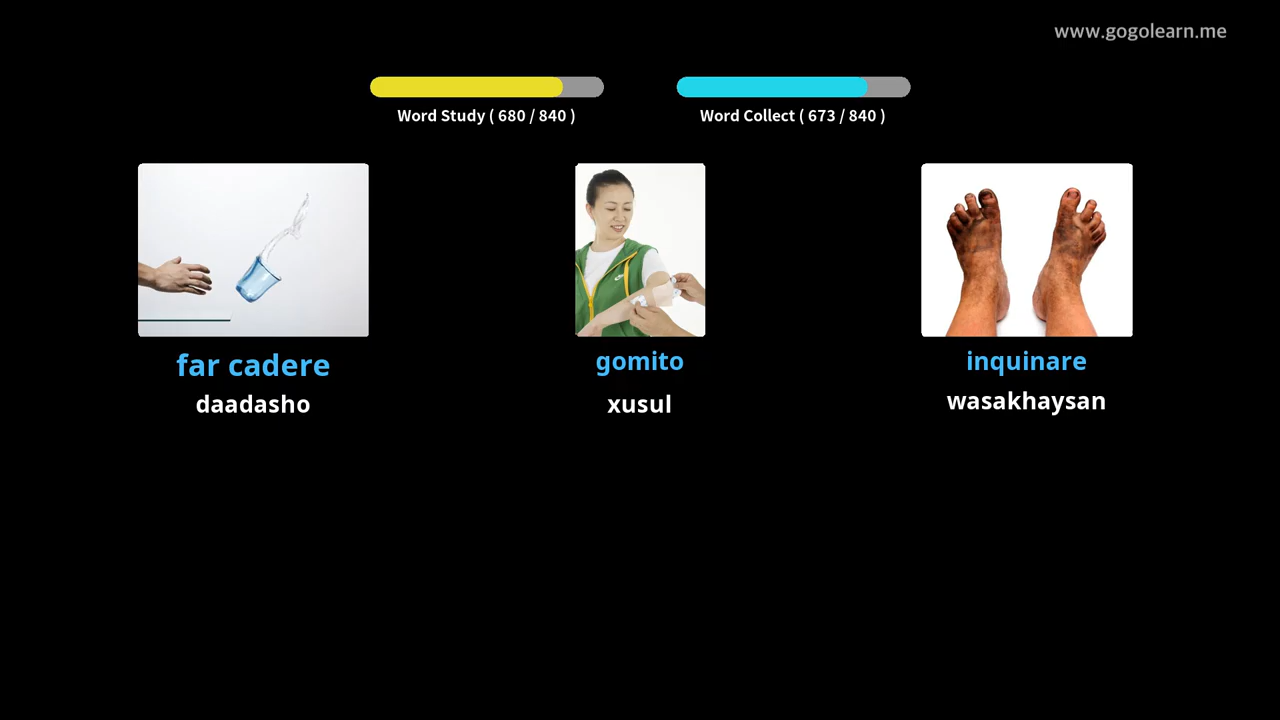 www.gogolearn.me
Word Study ( 680 / 840 )
Word Collect ( 673 / 840 )
far cadere
daadasho
gomito
xusul
inquinare
wasakhaysan